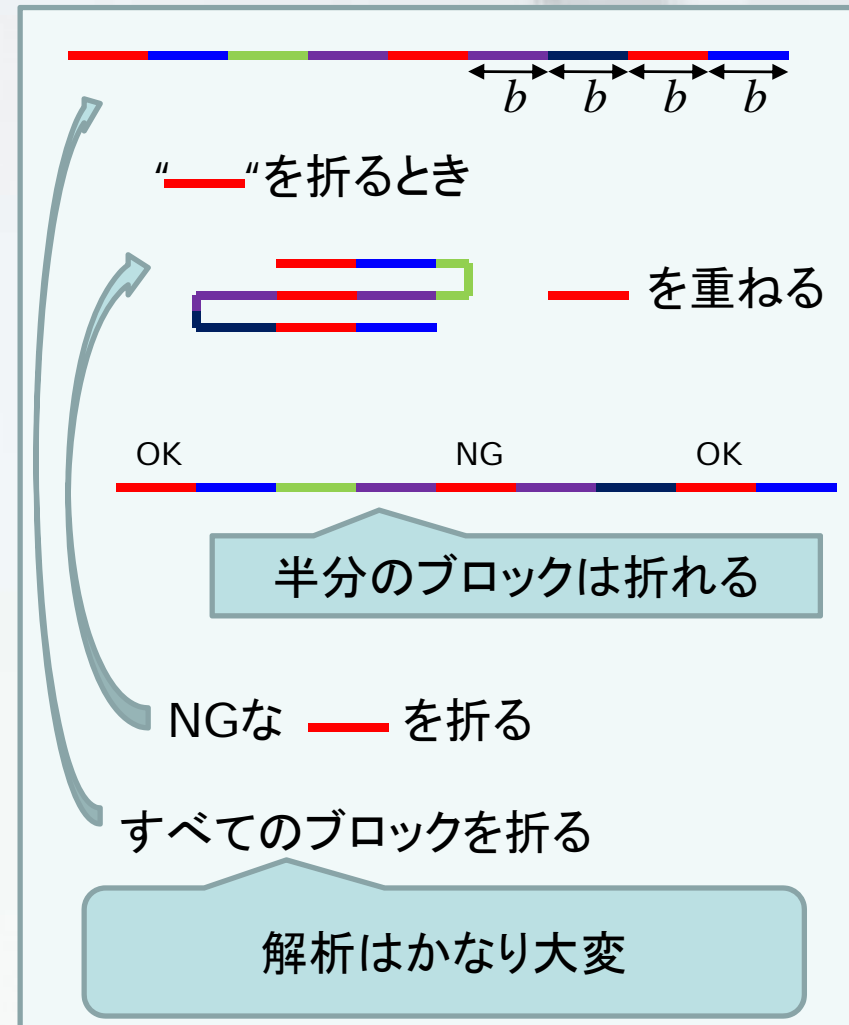 b b b b
“ “を折るとき
を重ねる
OK NG OK
半分のブロックは折れる
NGな を折る
すべてのブロックを折る
解析はかなり大変